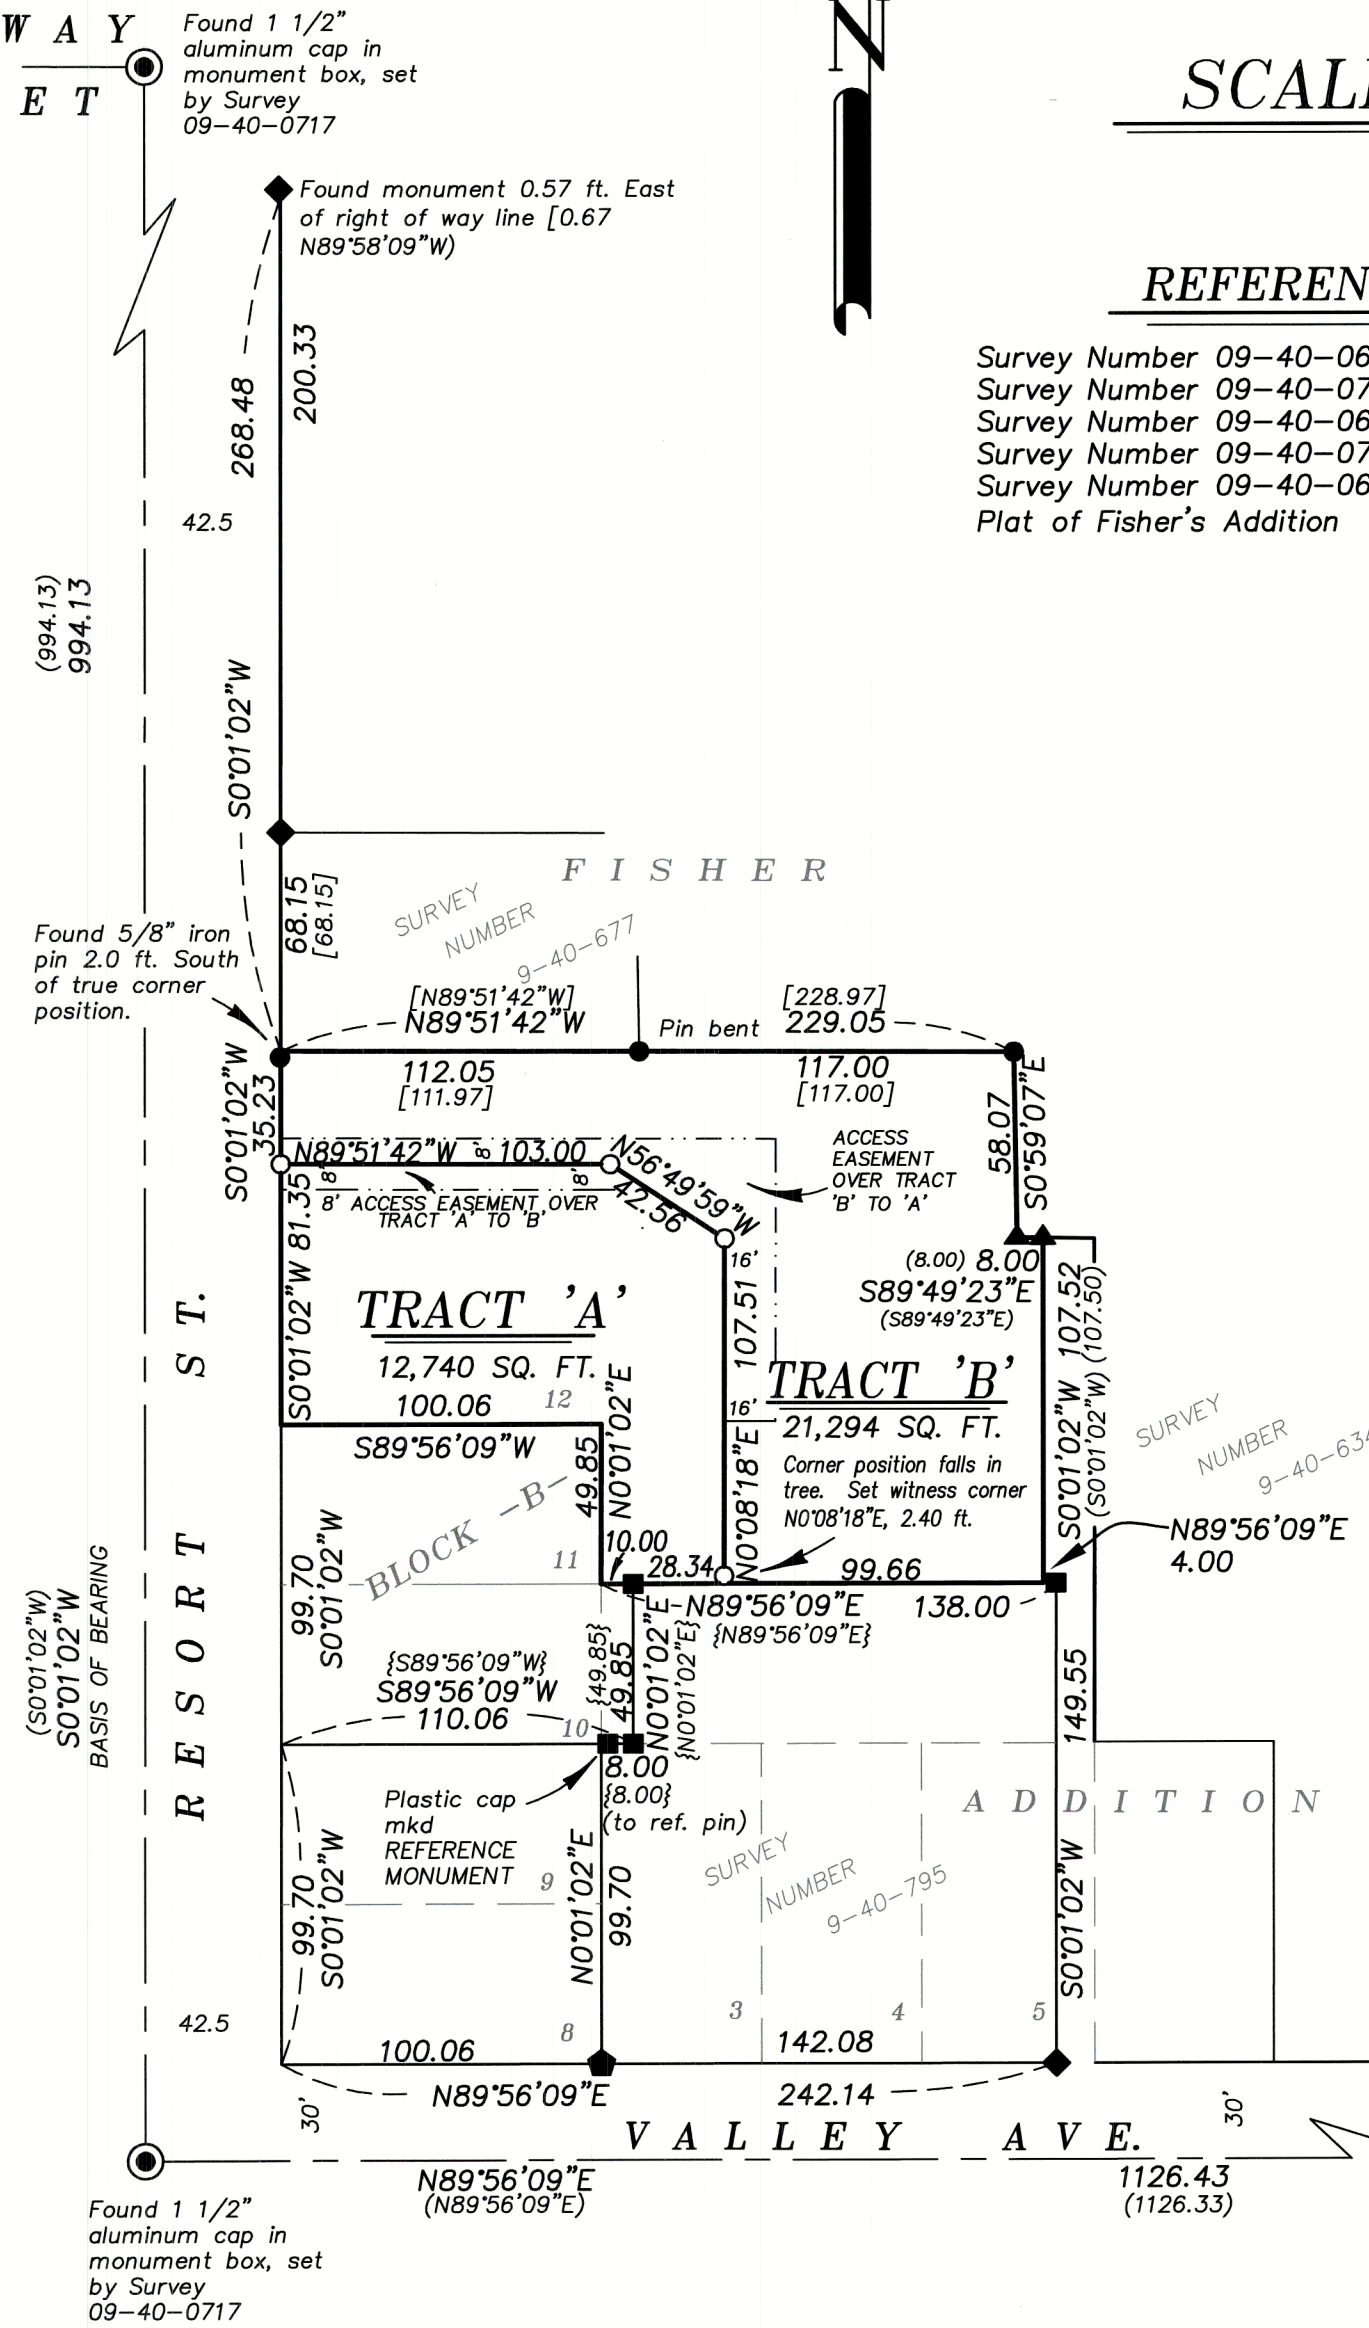 W A Y
E T
Found 1 1/2"
aluminum cap in
monument box, set
by Survey
09-40-0717
N
SCAL
Found monument 0.57 ft. East
of right of way line [0.67
N89°58'09"W)
REFEREN
Survey Number 09-40-06
Survey Number 09-40-07
Survey Number 09-40-06
Survey Number 09-40-07
Survey Number 09-40-06
Plat of Fisher's Addition
268.48
200.33
42.5
(994.13)
994.13
S0°01'02"W
F I S H E R
68.15
[68.15]
SURVEY
NUMBER
9-40-677
Found 5/8" iron
pin 2.0 ft. South
of true corner
position.
[N89°51'42"W]
N89°51'42"W
Pin bent
[228.97]
229.05
112.05
[111.97]
117.00
[117.00]
S0°01'02"W
35.23
58.07
S0°59'07"E
N89°51'42"W
8'
103.00
8'
8'
8' ACCESS EASEMENT OVER
TRACT 'A' TO 'B'
N56°49'59"W
42.56
ACCESS
EASEMENT
OVER TRACT
'B' TO 'A'
S0°01'02"W 81.35
16'
(8.00) 8.00
S89°49'23"E
(S89°49'23"E)
TRACT 'A'
12,740 SQ. FT.
100.06
12
S89°56'09"W
N0°01'02"E
49.85
107.51
N0°08'18"E
16'
TRACT 'B'
21,294 SQ. FT.
Corner position falls in
tree. Set witness corner
N0°08'18"E, 2.40 ft.
S0°01'02"W 107.52
(S0°01'02"W) (107.50)
SURVEY
NUMBER
9-40-634
N89°56'09"E
4.00
BLOCK -B-
11
10.00
28.34
99.66
N89°56'09"E
{N89°56'09"E}
138.00
99.70
S0°01'02"W
{S89°56'09"W}
S89°56'09"W
110.06
10
{49.85}
49.85
N0°01'02"E
{N0°01'02"E}
149.55
(S0°01'02"W)
S0°01'02"W
BASIS OF BEARING
RESORT ST.
8.00
{8.00}
(to ref. pin)
Plastic cap
mkd
REFERENCE
MONUMENT
A D D I T I O N
99.70
S0°01'02"W
9
N0°01'02"E
99.70
SURVEY
NUMBER
9-40-795
S0°01'02"W
42.5
8
3
4
5
100.06
142.08
N89°56'09"E
242.14
30'
30'
V A L L E Y A V E.
N89°56'09"E
(N89°56'09"E)
1126.43
(1126.33)
Found 1 1/2"
aluminum cap in
monument box, set
by Survey
09-40-0717